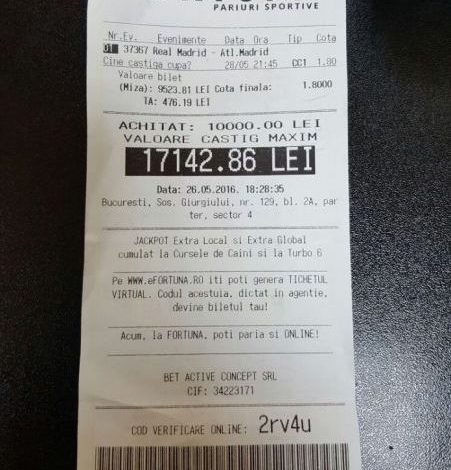 PARIURI SPORTIVE
Nr.Ev. Evenimente Data Ora Tip Cota
01 37367 Real Madrid - Atl.Madrid
Cine castiga cupa? 28/05 21:45 CC1 1.80
Valoare bilet
(Miza): 9523.81 LEI Cota finala: 1.8000
TA: 476.19 LEI
ACHITAT: 10000.00 LEI
VALOARE CASTIG MAXIM
17142.86 LEI
Data: 26.05.2016. 18:28:35
Bucuresti, Sos. Giurgiului, nr. 129, bl. 2A, par
ter, sector 4
JACKPOT Extra Local si Extra Global
cumulat la Cursele de Caini si la Turbo 6
Pe WWW.eFORTUNA.RO iti poti genera TICHETUL
VIRTUAL. Codul acestuia, dictat in agentie,
devine biletul tau!
Acum, la FORTUNA, poti paria si ONLINE!
BET ACTIVE CONCEPT SRL
CIF: 34223171
COD VERIFICARE ONLINE: 2rv4u